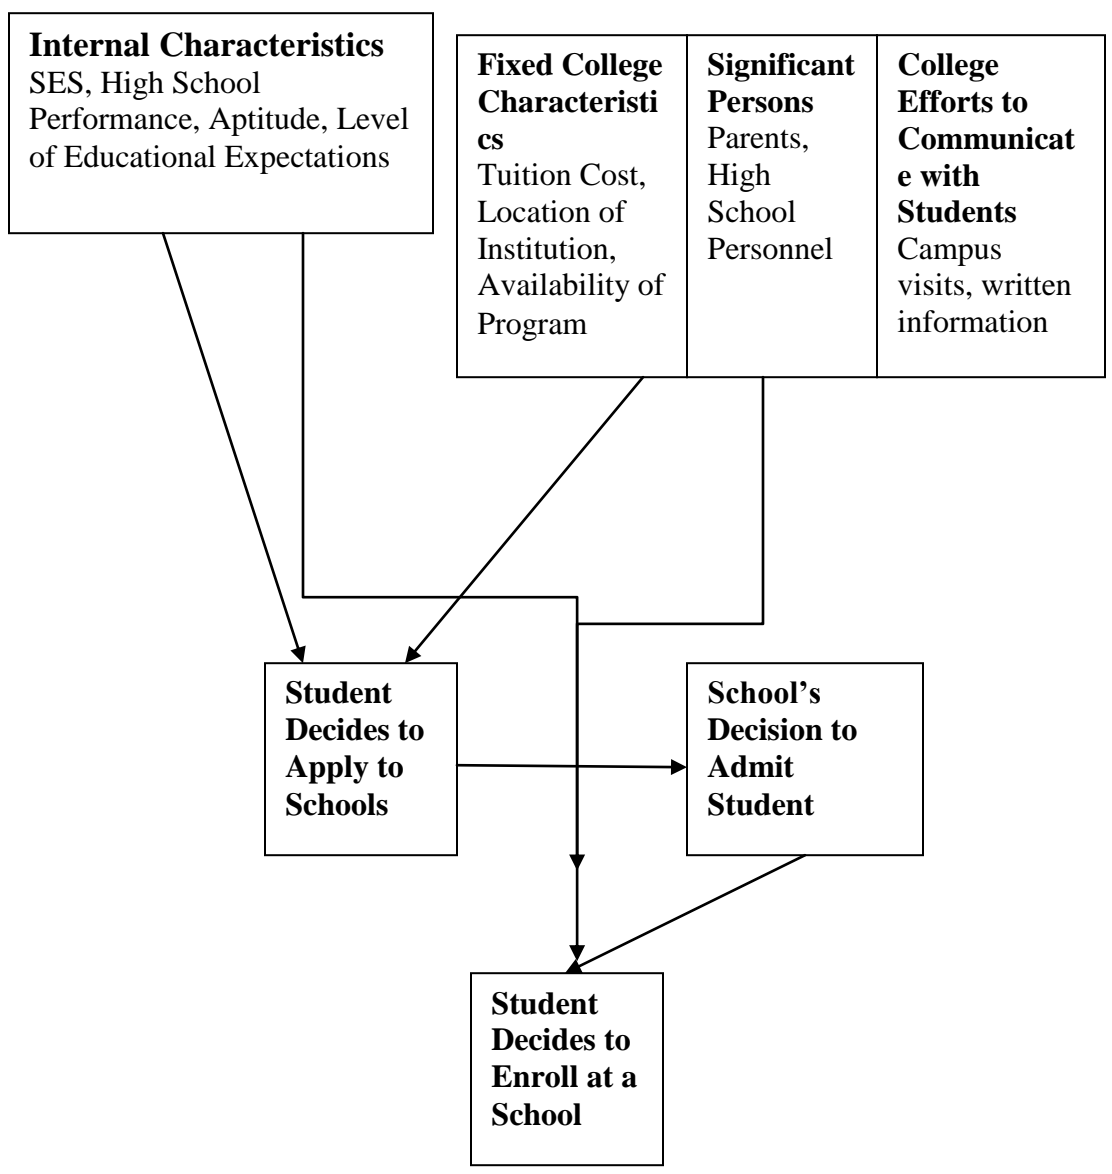 Internal Characteristics
SES, High School
Performance, Aptitude, Level
of Educational Expectations
Fixed College
Characteristi
cs
Tuition Cost,
Location of
Institution,
Availability of
Program
Significant
Persons
Parents,
High
School
Personnel
College
Efforts to
Communicat
e with
Students
Campus
visits, written
information
Student
Decides to
Apply to
Schools
School’s
Decision to
Admit
Student
Student
Decides to
Enroll at a
School